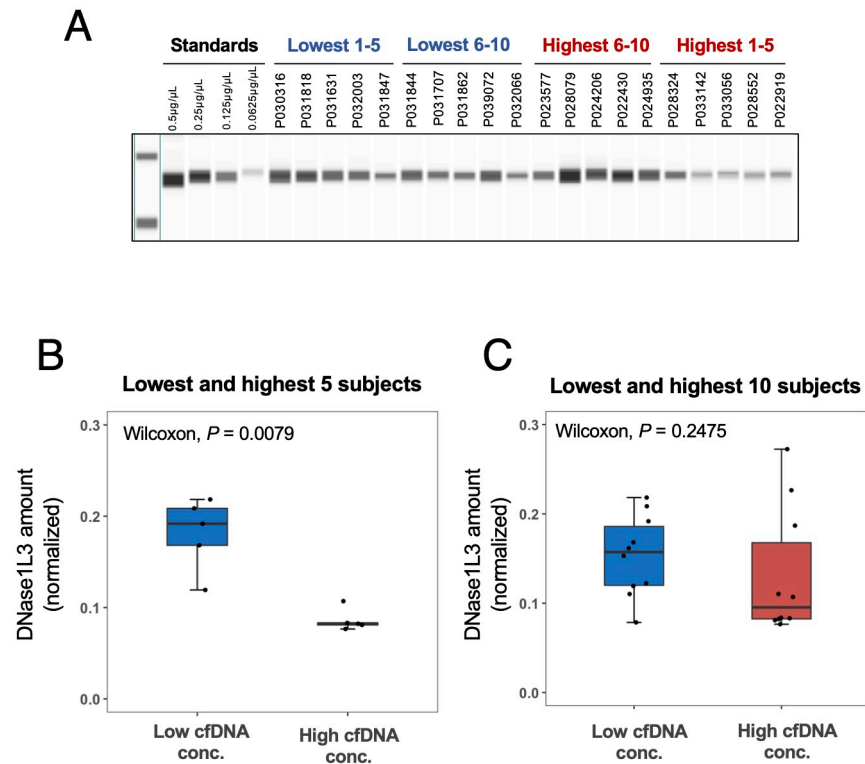 A
Standards
Lowest 1-5
Lowest 6-10
Highest 6-10
Highest 1-5
0.5µg/µL
0.25µg/µL
0.125µg/µL
0.0625µg/µL
P030316
P031818
P031631
P032003
P031847
P031844
P031707
P031862
P039072
P032066
P023577
P028079
P024206
P022430
P024935
P028324
P033142
P033056
P028552
P022919
B
Lowest and highest 5 subjects
Wilcoxon, P = 0.0079
DNase1L3 amount
(normalized)
0.3
0.2
0.1
0.0
Low cfDNA
conc.
High cfDNA
conc.
C
Lowest and highest 10 subjects
Wilcoxon, P = 0.2475
DNase1L3 amount
(normalized)
0.3
0.2
0.1
0.0
Low cfDNA
conc.
High cfDNA
conc.